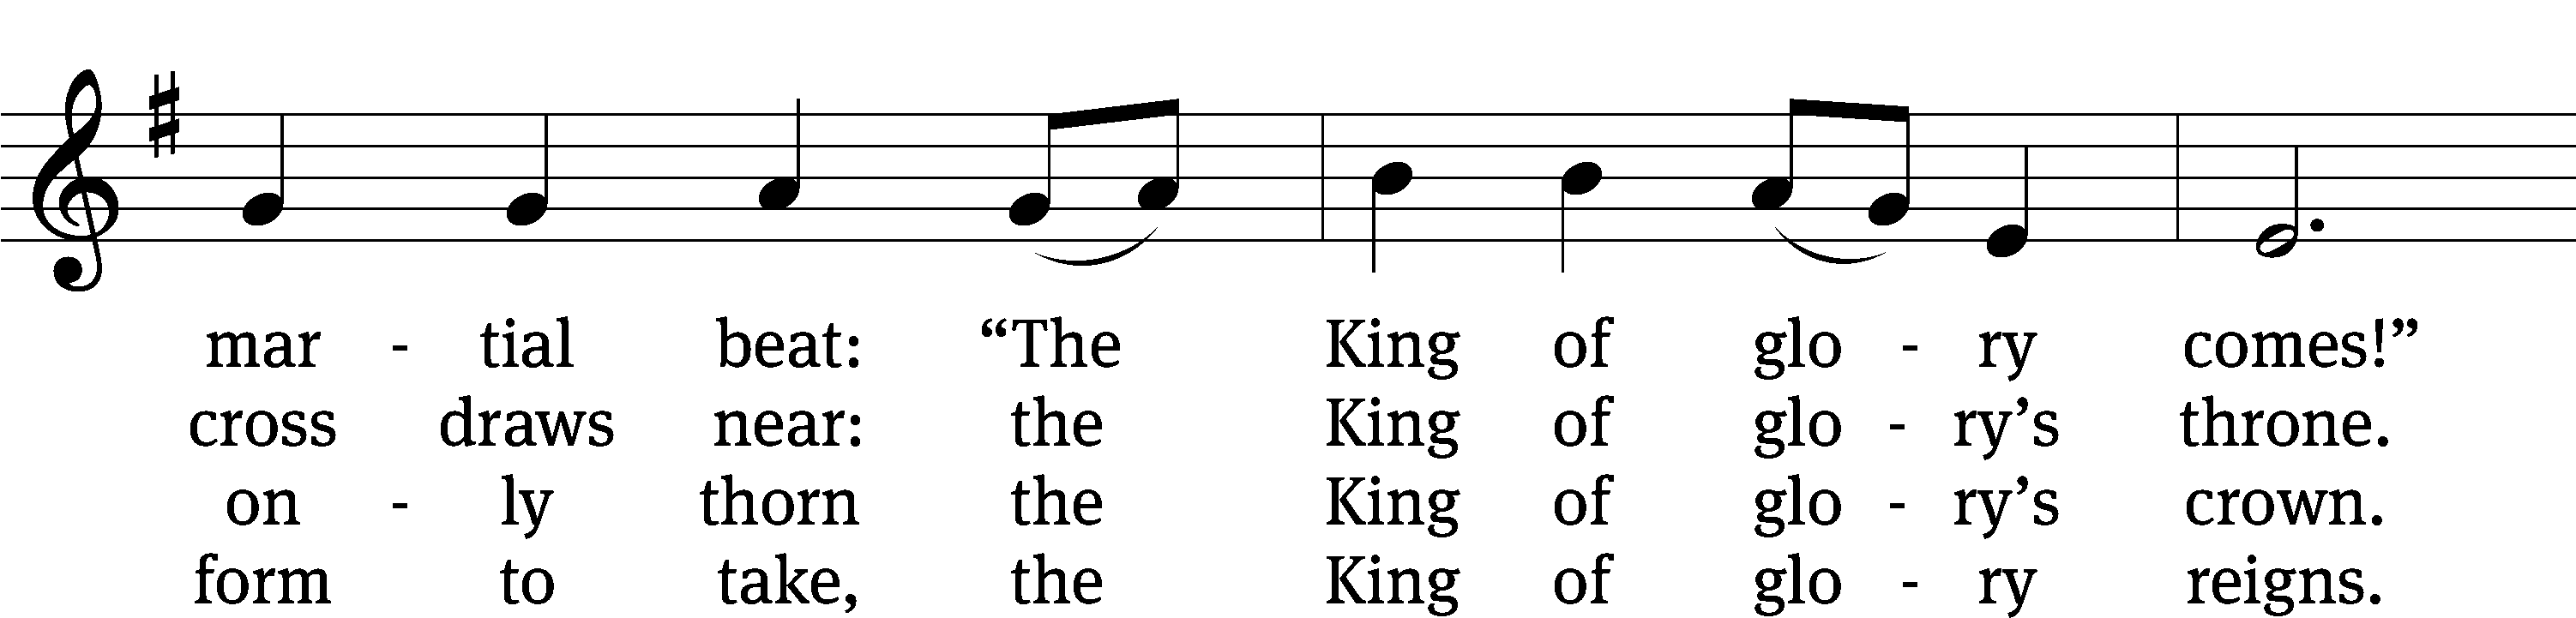 mar - tial beat: “The King of glo - ry comes!”
cross draws near: the King of glo - ry’s throne.
on - ly thorn the King of glo - ry’s crown.
form to take, the King of glo - ry reigns.